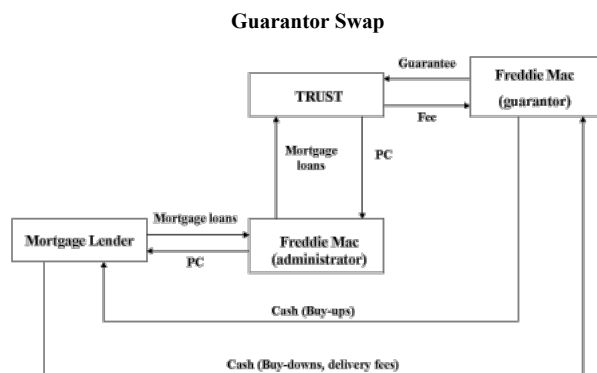 Guarantor Swap
Guarantee
Freddie Mac
(guarantor)
TRUST
Fee
Mortgage
loans
PC
Mortgage loans
Mortgage Lender
Freddie Mac
(administrator)
PC
Cash (Buy-ups)
Cash (Buy-downs, delivery fees)